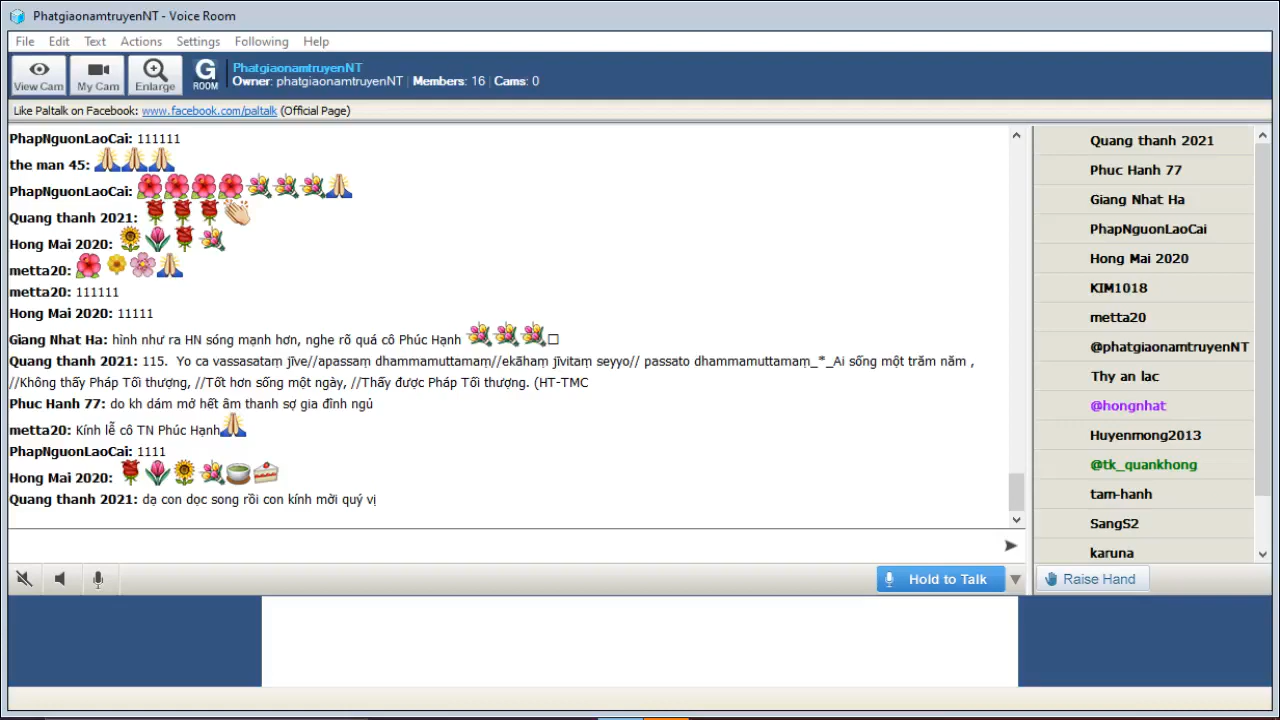 PhatgiaonamtruyenNT - Voice Room
File Edit Text Actions Settings Following Help
View Cam My Cam Enlarge G ROOM
PhatgiaonamtruyenNT
Owner: phatgiaonamtruyenNT Members: 16 Cams: 0
Like Paltalk on Facebook: www.facebook.com/paltalk (Official Page)
PhapNguonLaoCai: 111111
the man 45:
PhapNguonLaoCai:
Quang thanh 2021:
Hong Mai 2020:
metta20:
metta20: 111111
Hong Mai 2020: 11111
Giang Nhat Ha: hình như ra HN sóng mạnh hơn, nghe rõ quá cô Phúc Hạnh
Quang thanh 2021: 115. Yo ca vassasataṃ jīve//apassaṃ dhammamuttamaṃ//ekāhaṃ jīvitaṃ seyyo// passato dhammamuttamaṃ_*_Ai sống một trăm năm ,
//Không thấy Pháp Tối thượng, //Tốt hơn sống một ngày, //Thấy được Pháp Tối thượng. (HT-TMC
Phuc Hanh 77: do kh dám mở hết âm thanh sợ gia đình ngủ
metta20: Kính lễ cô TN Phúc Hạnh
PhapNguonLaoCai: 1111
Hong Mai 2020:
Quang thanh 2021: dạ con dọc song rồi con kính mời quý vị
Hold to Talk
Quang thanh 2021
Phuc Hanh 77
Giang Nhat Ha
PhapNguonLaoCai
Hong Mai 2020
KIM1018
metta20
@phatgiaonamtruyenNT
Thy an lac
@hongnhat
Huyenmong2013
@tk_quankhong
tam-hanh
SangS2
karuna
Raise Hand